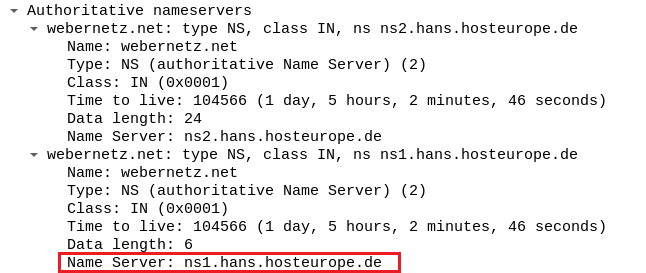 Authoritative nameservers
webernetz.net: type NS, class IN, ns ns2.hans.hosteurope.de
Name: webernetz.net
Type: NS (authoritative Name Server) (2)
Class: IN (0x0001)
Time to live: 104566 (1 day, 5 hours, 2 minutes, 46 seconds)
Data length: 24
Name Server: ns2.hans.hosteurope.de
webernetz.net: type NS, class IN, ns ns1.hans.hosteurope.de
Name: webernetz.net
Type: NS (authoritative Name Server) (2)
Class: IN (0x0001)
Time to live: 104566 (1 day, 5 hours, 2 minutes, 46 seconds)
Data length: 6
Name Server: ns1.hans.hosteurope.de